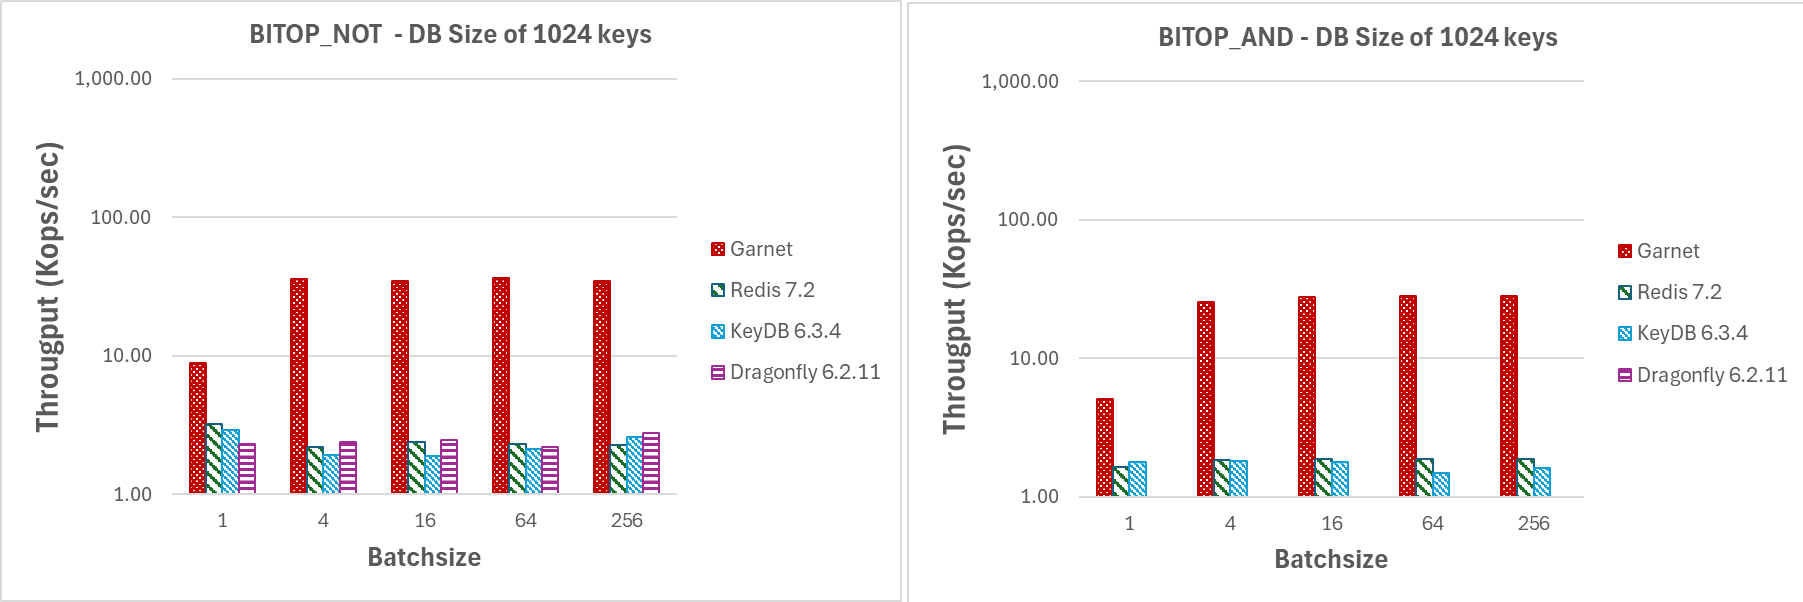 BITOP_NOT  - DB Size of 1024 keys
1,000.00
100.00
10.00
1.00
Througput (Kops/sec)
1 4 16 64 256
Batchsize
Garnet
Redis 7.2
KeyDB 6.3.4
Dragonfly 6.2.11
BITOP_AND - DB Size of 1024 keys
1,000.00
100.00
10.00
1.00
Througput (Kops/sec)
1 4 16 64 256
Batchsize
Garnet
Redis 7.2
KeyDB 6.3.4
Dragonfly 6.2.11